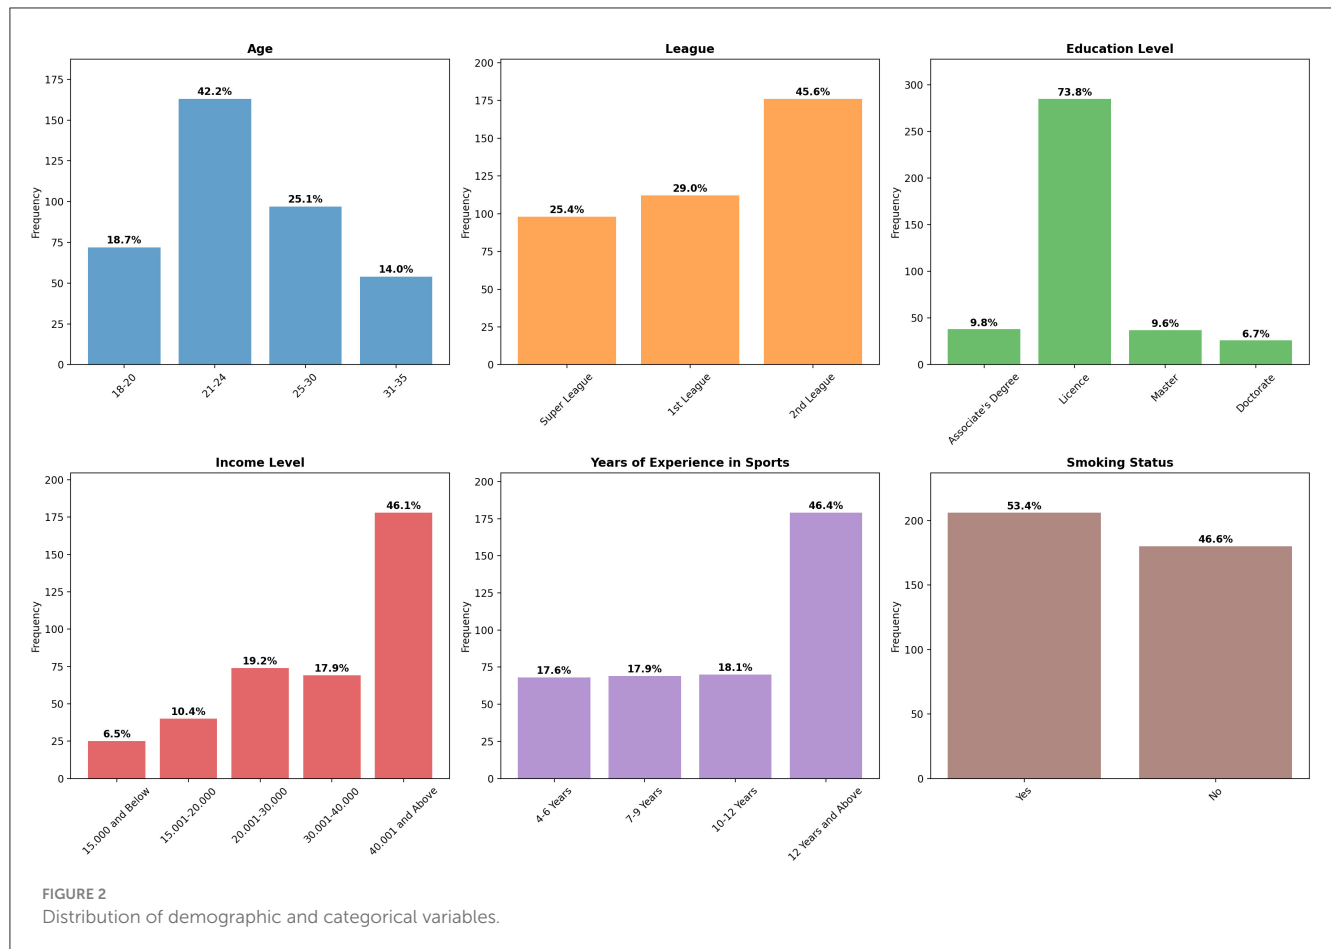 Age
Frequency
175
150
125
100
75
50
25
0
18.7%
42.2%
25.1%
14.0%
18-20
21-24
25-30
31-35
League
Frequency
200
175
150
125
100
75
50
25
0
25.4%
29.0%
45.6%
Super League
1st League
2nd League
Education Level
Frequency
300
250
200
150
100
50
0
9.8%
73.8%
9.6%
6.7%
Associate's Degree
Licence
Master
Doctorate
Income Level
Frequency
200
175
150
125
100
75
50
25
0
6.5%
10.4%
19.2%
17.9%
46.1%
15.000 and Below
15.001-20.000
20.001-30.000
30.001-40.000
40.001 and Above
Years of Experience in Sports
Frequency
200
175
150
125
100
75
50
25
0
17.6%
17.9%
18.1%
46.4%
4-6 Years
7-9 Years
10-12 Years
12 Years and Above
Smoking Status
Frequency
200
150
100
50
0
53.4%
46.6%
Yes
No
FIGURE 2
Distribution of demographic and categorical variables.